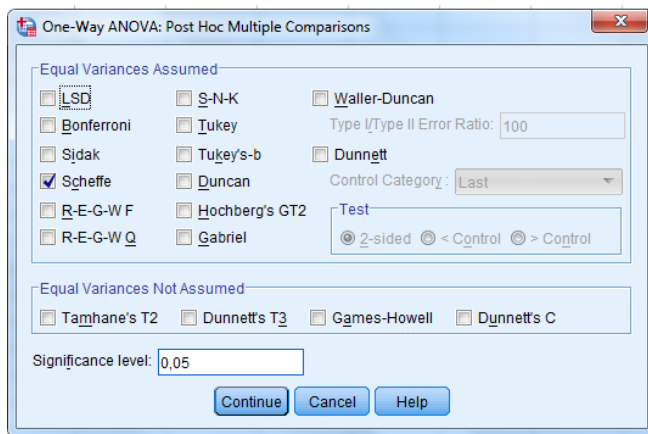 One-Way ANOVA: Post Hoc Multiple Comparisons
Equal Variances Assumed
LSD S-N-K Waller-Duncan
Bonferroni Tukey Type I/Type II Error Ratio: 100
Sidak Tukey's-b Dunnett
Scheffe Duncan Control Category: Last
R-E-G-W F Hochberg's GT2 Test
R-E-G-W Q Gabriel 2-sided < Control > Control
Equal Variances Not Assumed
Tamhane's T2 Dunnett's T3 Games-Howell Dunnett's C
Significance level: 0,05
Continue Cancel Help